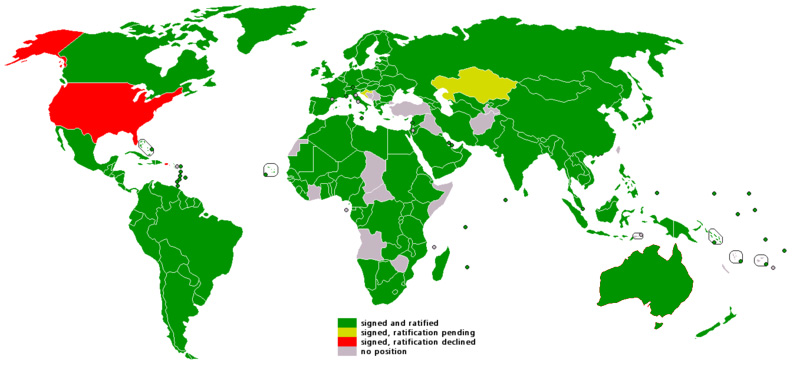 signed and ratified
signed, ratification pending
signed, ratification declined
no position